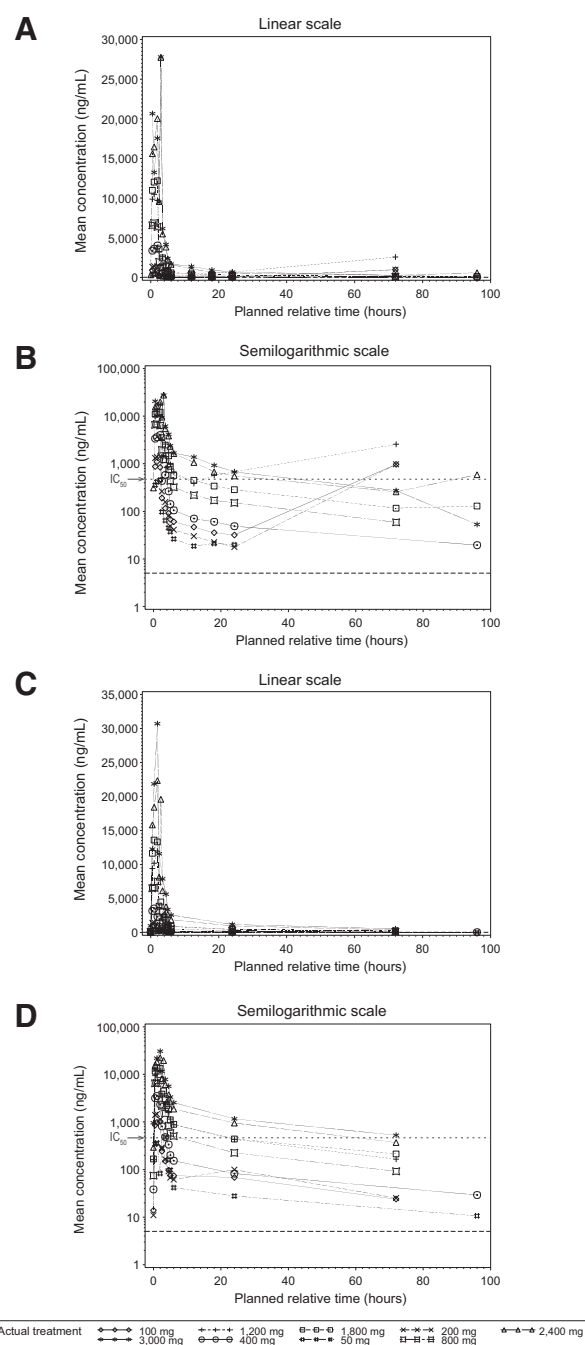 A
Linear scale
30,000
25,000
20,000
15,000
10,000
5,000
0
Mean concentration (ng/mL)
0 20 40 60 80 100
Planned relative time (hours)
B
Semilogarithmic scale
100,000
10,000
1,000
IC50
100
10
1
Mean concentration (ng/mL)
0 20 40 60 80 100
Planned relative time (hours)
C
Linear scale
35,000
30,000
25,000
20,000
15,000
10,000
5,000
0
Mean concentration (ng/mL)
0 20 40 60 80 100
Planned relative time (hours)
D
Semilogarithmic scale
100,000
10,000
1,000
IC50
100
10
1
Mean concentration (ng/mL)
0 20 40 60 80 100
Planned relative time (hours)
Actual treatment 100 mg 1,200 mg 1,800 mg 200 mg 2,400 mg
3,000 mg 400 mg 50 mg 800 mg